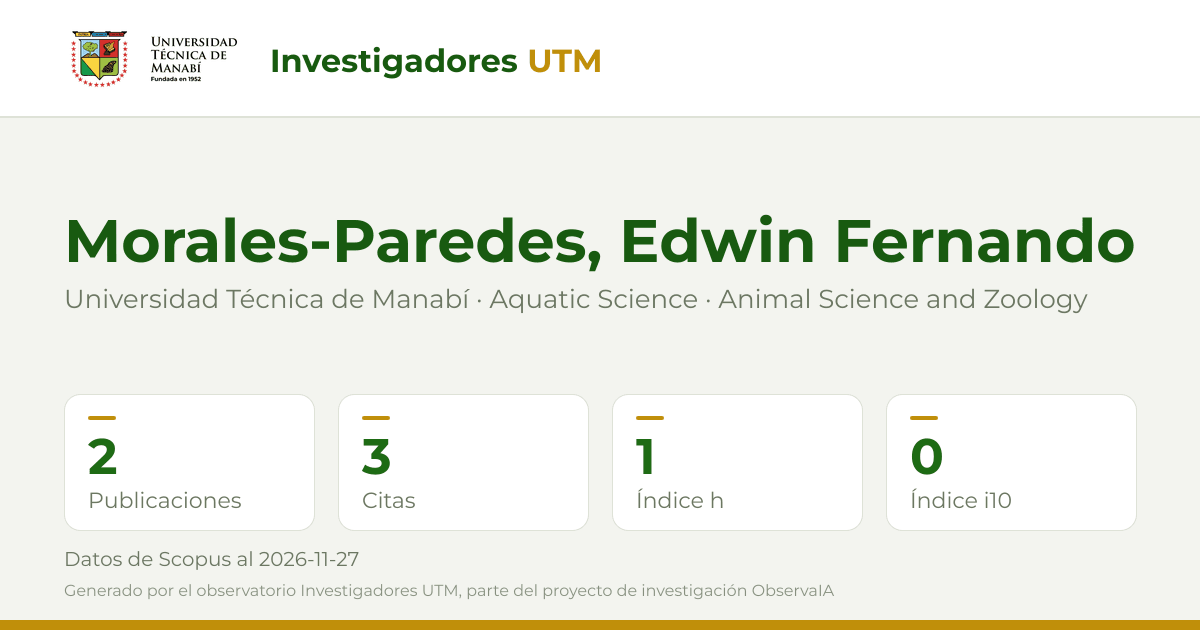 UNIVERSIDAD
TÉCNICA DE
MANABÍ
Fundada en 1952
Investigadores UTM
Morales-Paredes, Edwin Fernando
Universidad Técnica de Manabí · Aquatic Science · Animal Science and Zoology
2
Publicaciones
3
Citas
1
Índice h
0
Índice i10
Datos de Scopus al 2026-11-27
Generado por el observatorio Investigadores UTM, parte del proyecto de investigación ObservaIA